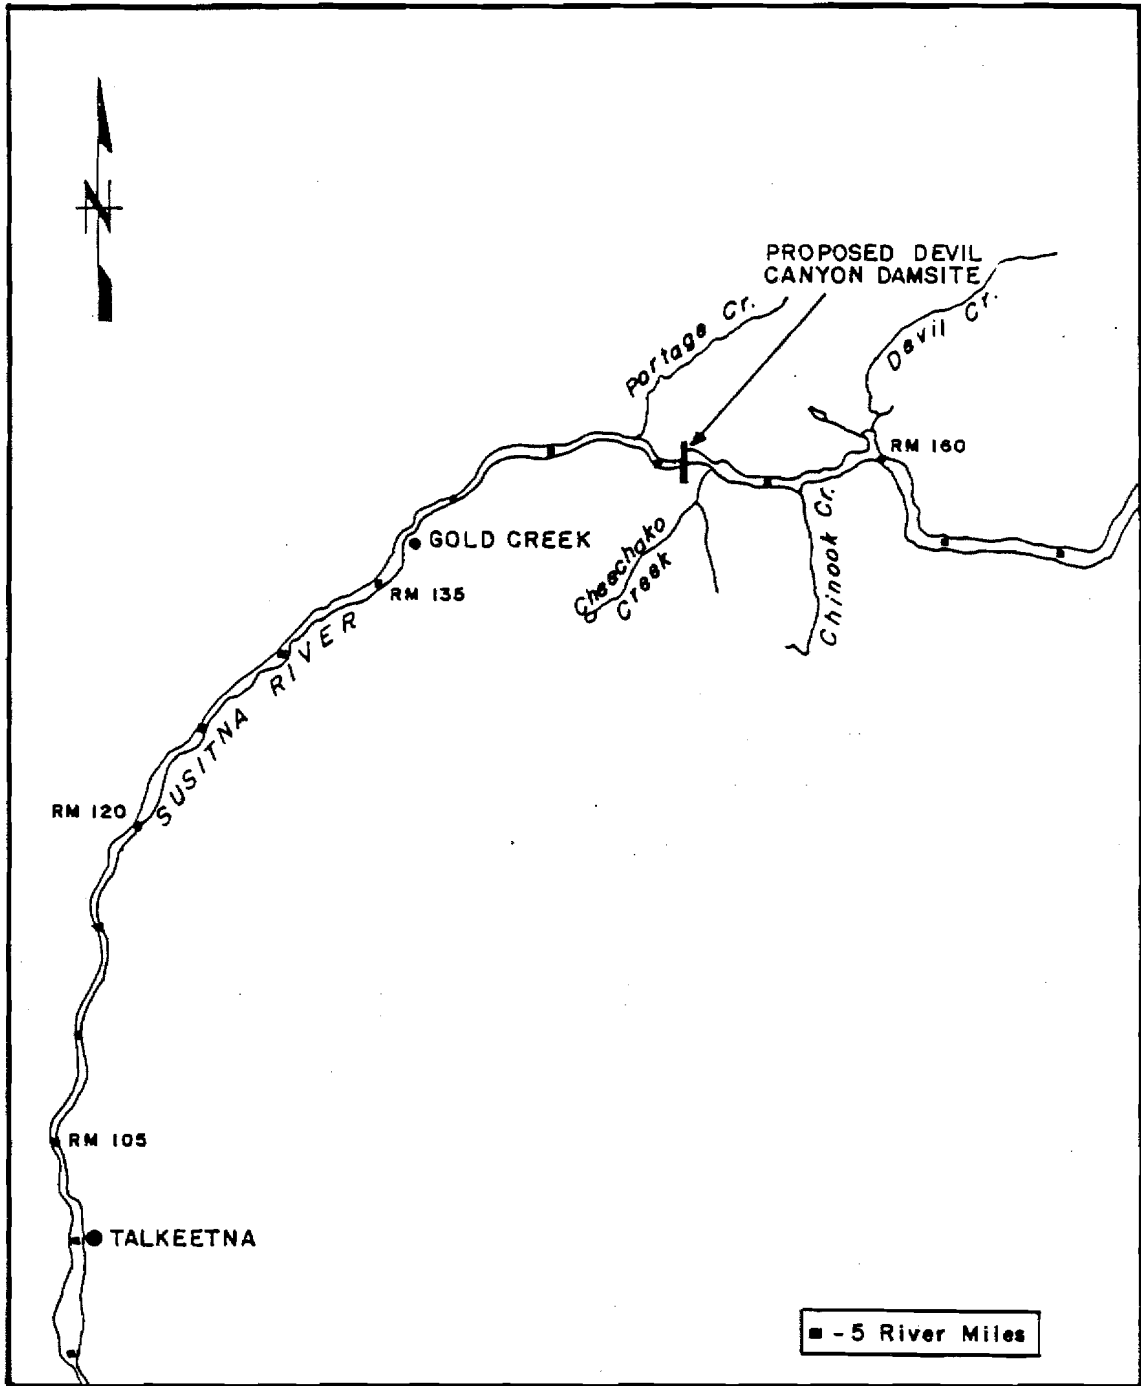 PROPOSED DEVIL
CANYON DAMSITE
Portage Cr.
Devil Cr.
RM 160
GOLD CREEK
Cheechako
Creek
Chinook Cr.
RM 135
SUSITNA RIVER
RM 120
RM 105
TALKEETNA
- 5 River Miles
N